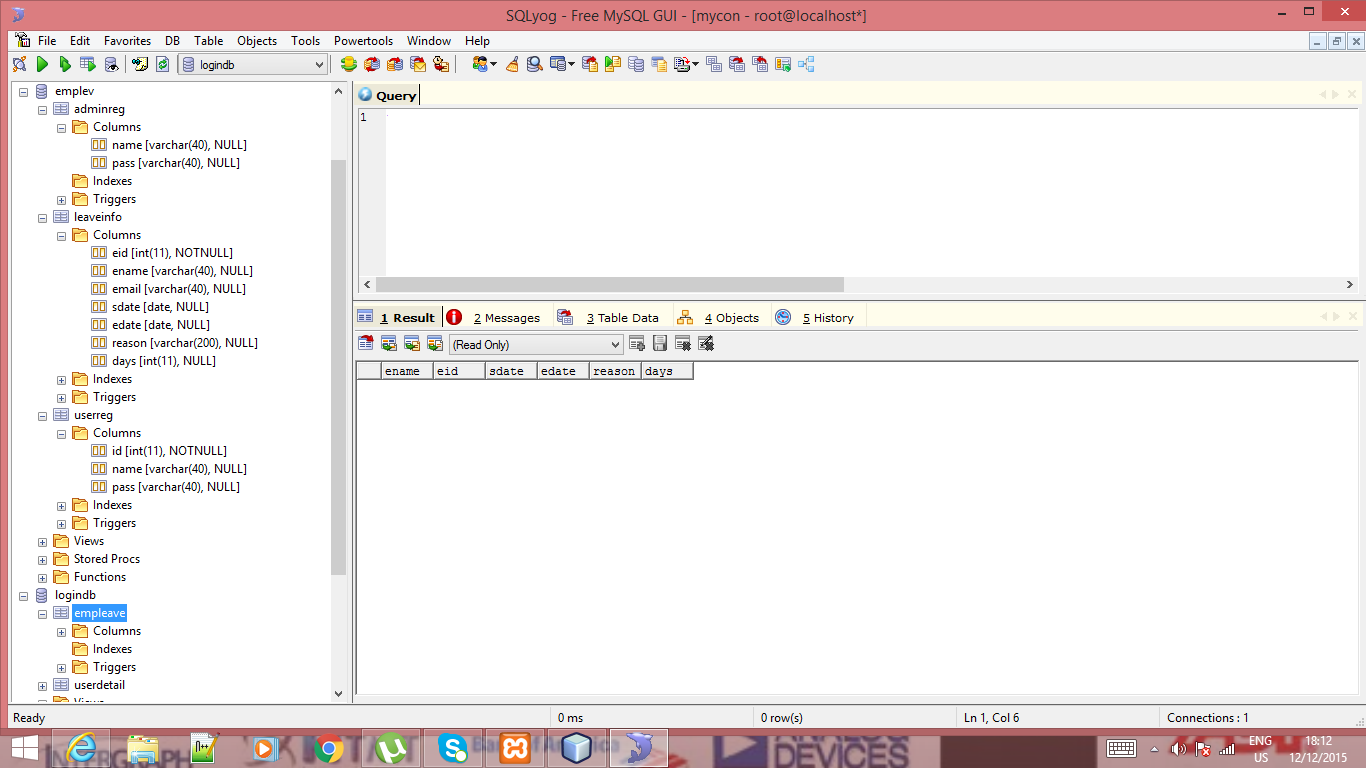 SQLyog - Free MySQL GUI - [mycon - root@localhost*]
File Edit Favorites DB Table Objects Tools Powertools Window Help
logindb
emplev
adminreg
Columns
name [varchar(40), NULL]
pass [varchar(40), NULL]
Indexes
Triggers
leaveinfo
Columns
eid [int(11), NOTNULL]
ename [varchar(40), NULL]
email [varchar(40), NULL]
sdate [date, NULL]
edate [date, NULL]
reason [varchar(200), NULL]
days [int(11), NULL]
Indexes
Triggers
userreg
Columns
id [int(11), NOTNULL]
name [varchar(40), NULL]
pass [varchar(40), NULL]
Indexes
Triggers
Views
Stored Procs
Functions
logindb
empleave
Columns
Indexes
Triggers
userdetail
Views
Query
1
1 Result 2 Messages 3 Table Data 4 Objects 5 History
(Read Only)
ename eid sdate edate reason days
Ready 0 ms 0 row(s) Ln 1, Col 6 Connections : 1
INTERGRAPH
DEVICES
ENG
US
18:12
12/12/2015